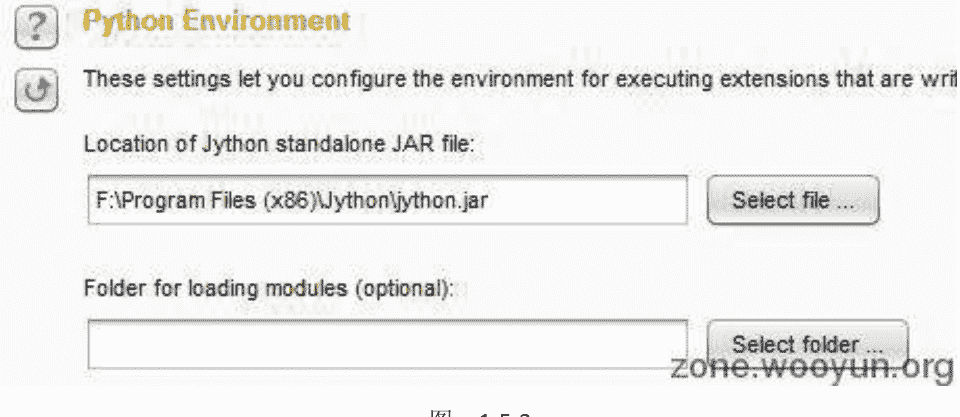 ?
Python Environment
These settings let you configure the environment for executing extensions that are writ
Location of Jython standalone JAR file:
F:\Program Files (x86)\Jython\jython.jar
Select file ...
Folder for loading modules (optional):
Select folder ...
zone.wooyun.org